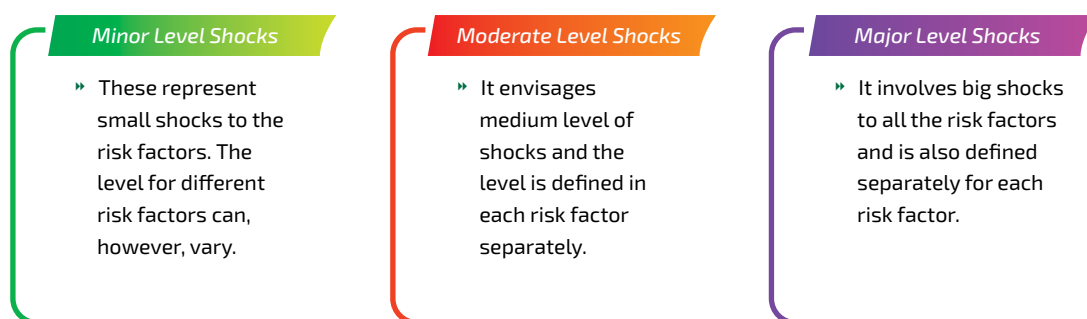 Minor Level Shocks
These represent
small shocks to the
risk factors. The
level for different
risk factors can,
however, vary.
Moderate Level Shocks
It envisages
medium level of
shocks and the
level is defined in
each risk factor
separately.
Major Level Shocks
It involves big shocks
to all the risk factors
and is also defined
separately for each
risk factor.